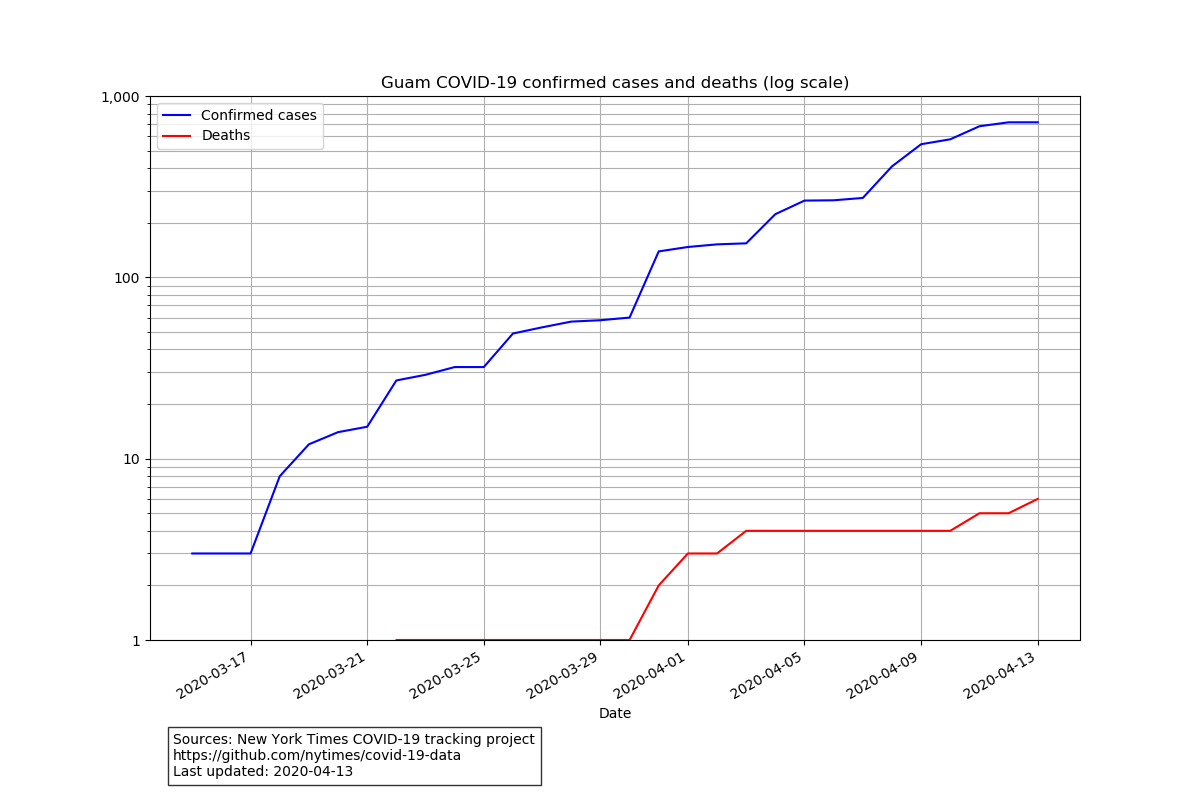 Guam COVID-19 confirmed cases and deaths (log scale)
1,000
Confirmed cases
Deaths
100
10
1
2020-03-17
2020-03-21
2020-03-25
2020-03-29
2020-04-01
2020-04-05
2020-04-09
2020-04-13
Date
Sources: New York Times COVID-19 tracking project
https://github.com/nytimes/covid-19-data
Last updated: 2020-04-13